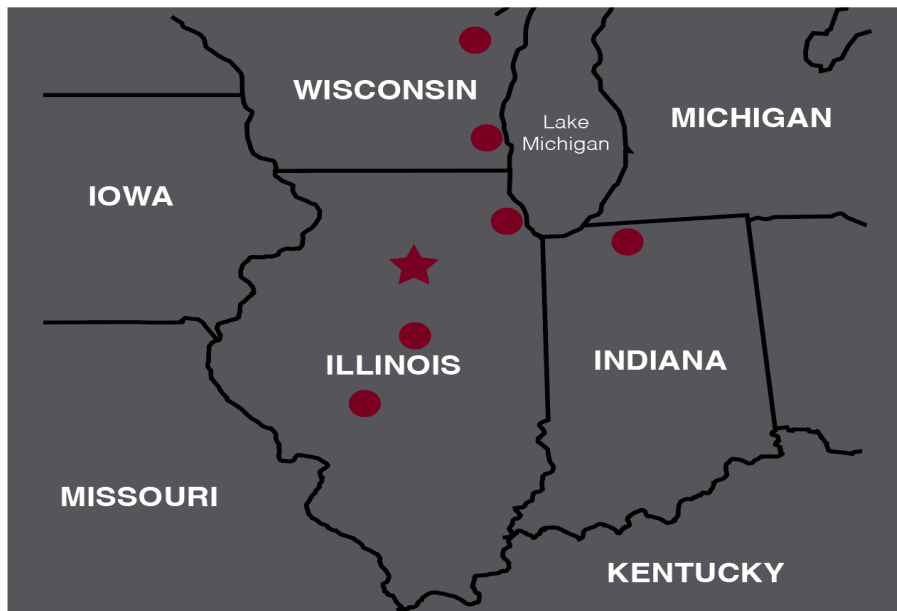 WISCONSIN
Lake
Michigan
MICHIGAN
IOWA
ILLINOIS
INDIANA
MISSOURI
KENTUCKY